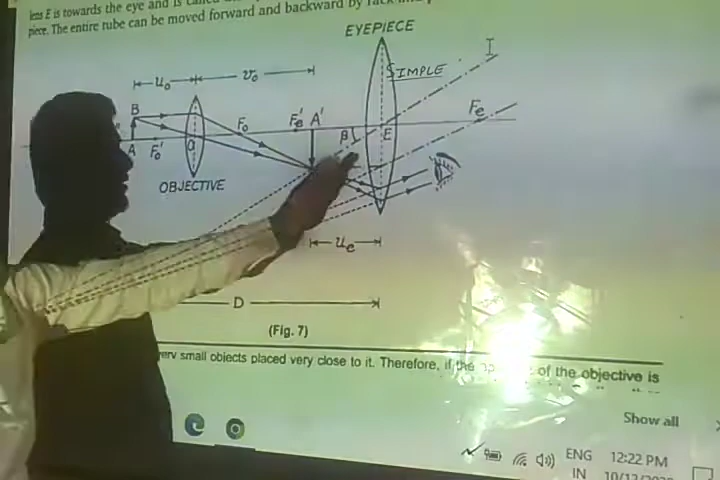 lens E is towards the eye and is
piece. The entire tube can be moved forward and backward by
EYEPIECE
I
SIMPLE
u₀
v₀
B
F₀
Fe' A'
β
E
Fe
A
F₀'
O
OBJECTIVE
ue
D
(Fig. 7)
very small objects placed very close to it. Therefore, if the of the objective is
Show all
ENG 12:22 PM
IN